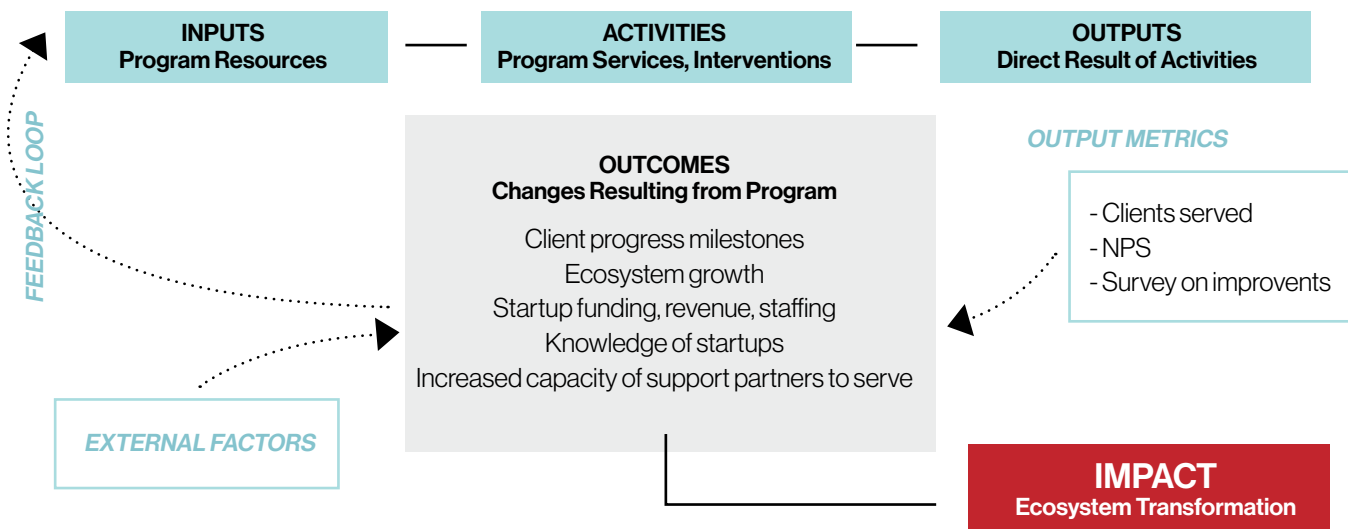 INPUTS
Program Resources
ACTIVITIES
Program Services, Interventions
OUTPUTS
Direct Result of Activities
FEEDBACK LOOP
OUTCOMES
Changes Resulting from Program
Client progress milestones
Ecosystem growth
Startup funding, revenue, staffing
Knowledge of startups
Increased capacity of support partners to serve
OUTPUT METRICS
- Clients served
- NPS
- Survey on improvents
EXTERNAL FACTORS
IMPACT
Ecosystem Transformation